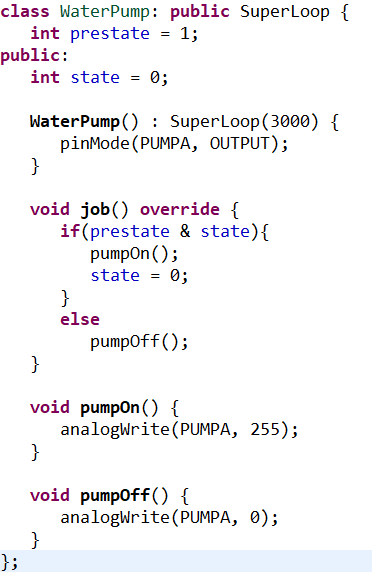 class WaterPump: public SuperLoop {
   int prestate = 1;
public:
   int state = 0;

   WaterPump() : SuperLoop(3000) {
      pinMode(PUMPA, OUTPUT);
   }

   void job() override {
      if(prestate & state){
         pumpOn();
         state = 0;
      }
      else
         pumpOff();
   }

   void pumpOn() {
      analogWrite(PUMPA, 255);
   }

   void pumpOff() {
      analogWrite(PUMPA, 0);
   }
};